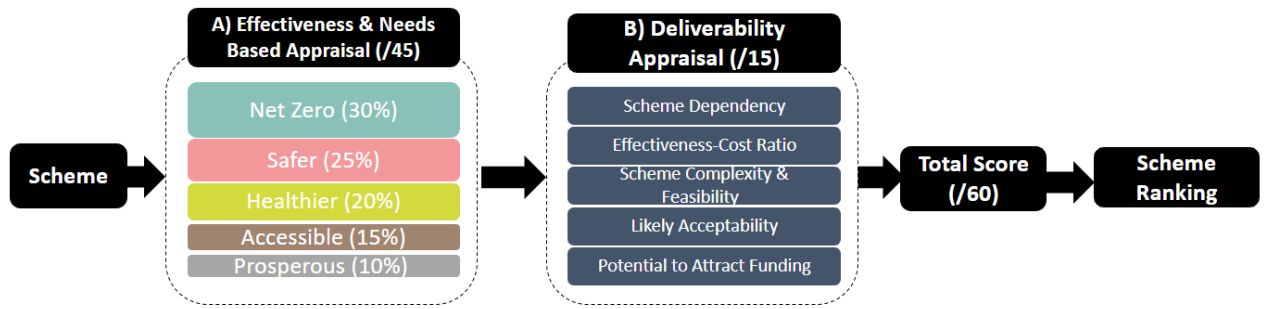 Scheme
A) Effectiveness & Needs
Based Appraisal (/45)
Net Zero (30%)
Safer (25%)
Healthier (20%)
Accessible (15%)
Prosperous (10%)
B) Deliverability
Appraisal (/15)
Scheme Dependency
Effectiveness-Cost Ratio
Scheme Complexity &
Feasibility
Likely Acceptability
Potential to Attract Funding
Total Score
(/60)
Scheme
Ranking